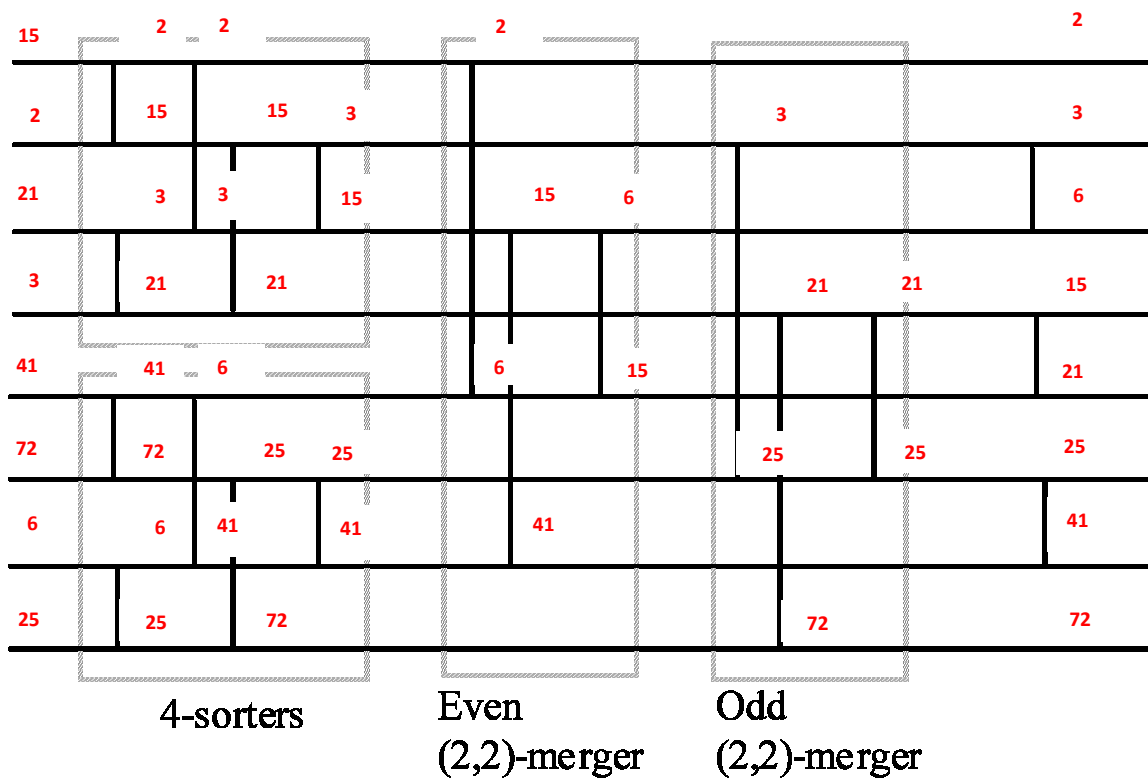 15 2 2 2 2
2 15 15 3 3 3
21 3 3 15 15 6 6
3 21 21 21 21 15
41 41 6 6 15 21
72 72 25 25 25 25 25
6 6 41 41 41 41
25 25 72 72 72
4-sorters
Even
(2,2)-merger
Odd
(2,2)-merger